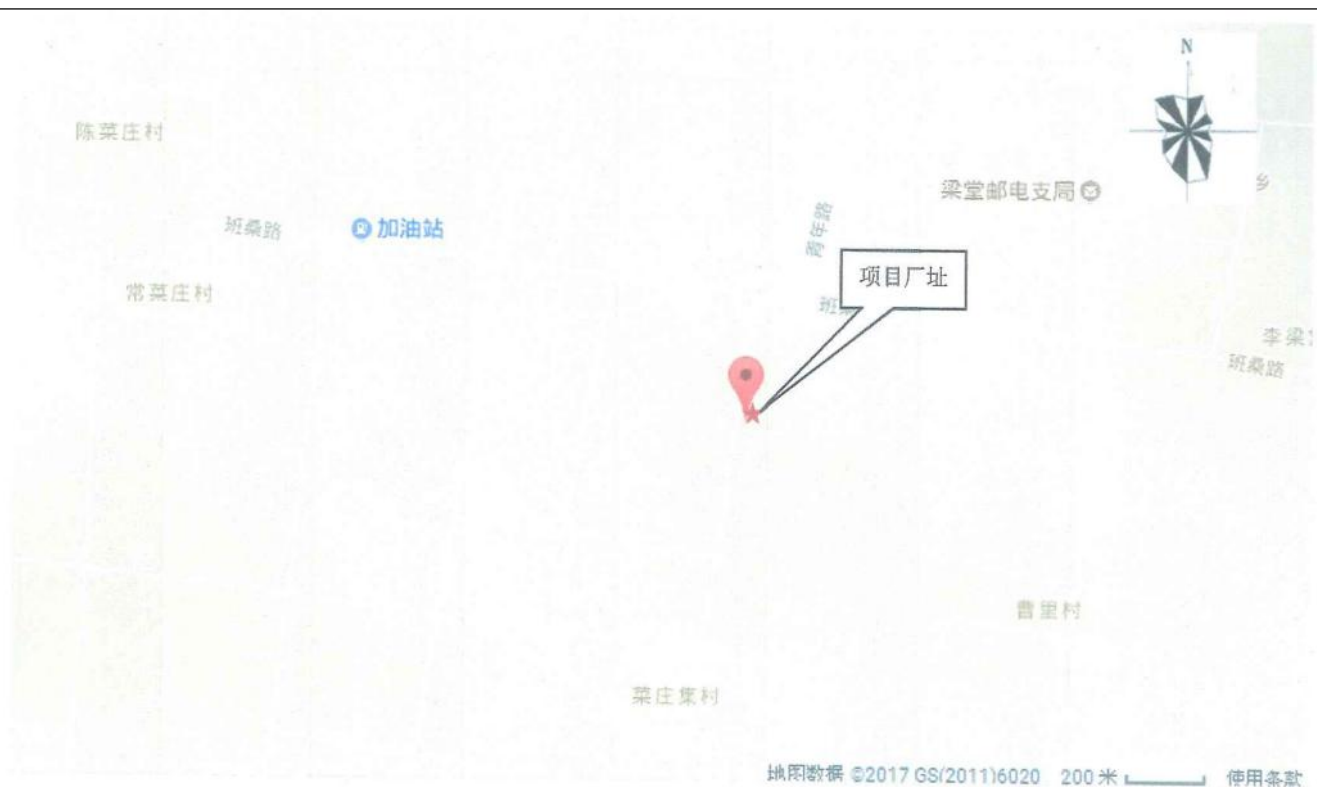 N
陈菜庄村
梁堂邮电支局
乡
青年路
班桑路
加油站
项目厂址
常菜庄村
班
李梁
班桑路
曹里村
菜庄集村
地图数据 ©2017 GS(2011)6020 200 米 使用条款